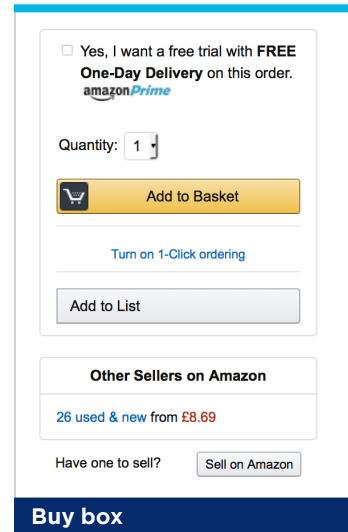 Yes, I want a free trial with FREE
One-Day Delivery on this order.
amazonPrime
Quantity: 1
Add to Basket
Turn on 1-Click ordering
Add to List
Other Sellers on Amazon
26 used & new from £8.69
Have one to sell? Sell on Amazon
Buy box